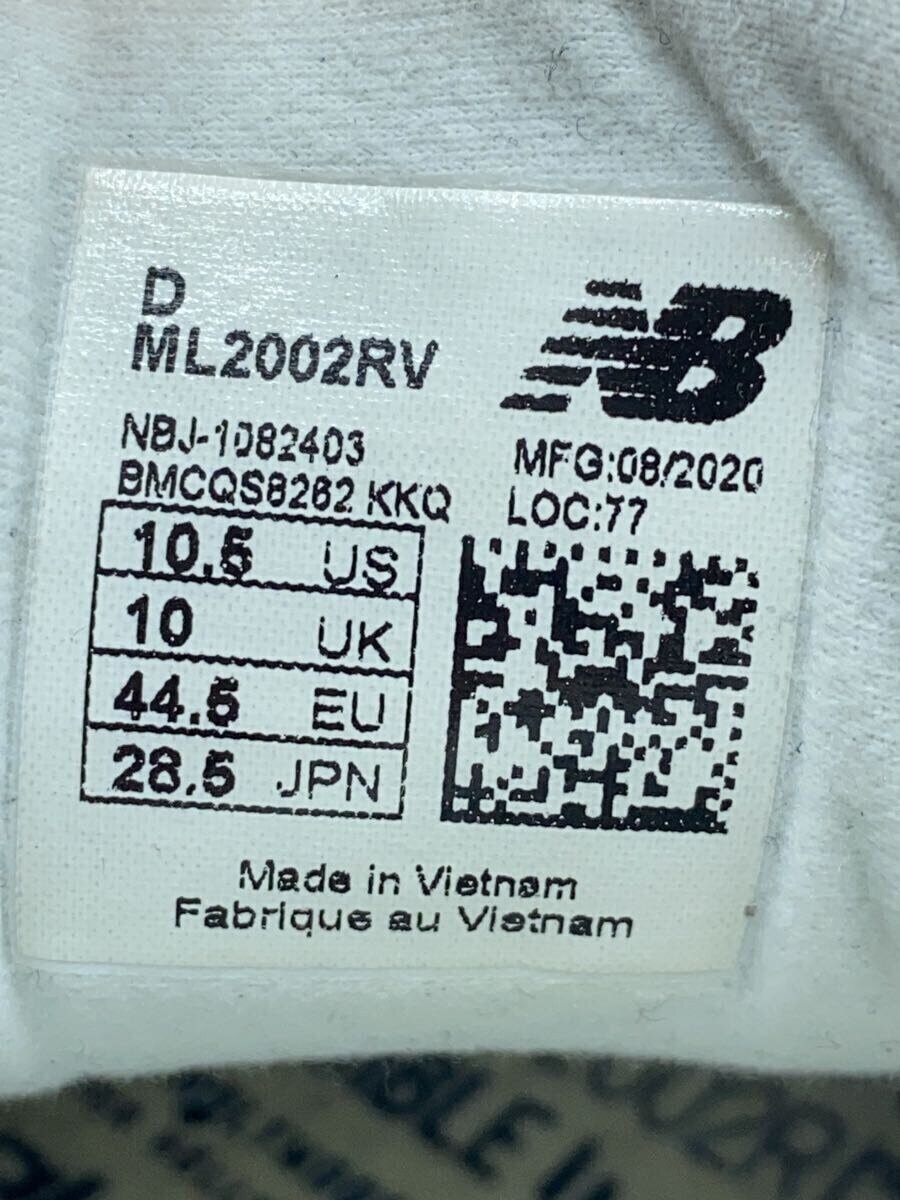 D
ML2002RV
NB
NBJ-1082403
BMCQS8262 KKQ
MFG:08/2020
LOC:77
10.5 US
10 UK
44.5 EU
28.5 JPN
Made in Vietnam
Fabrique au Vietnam